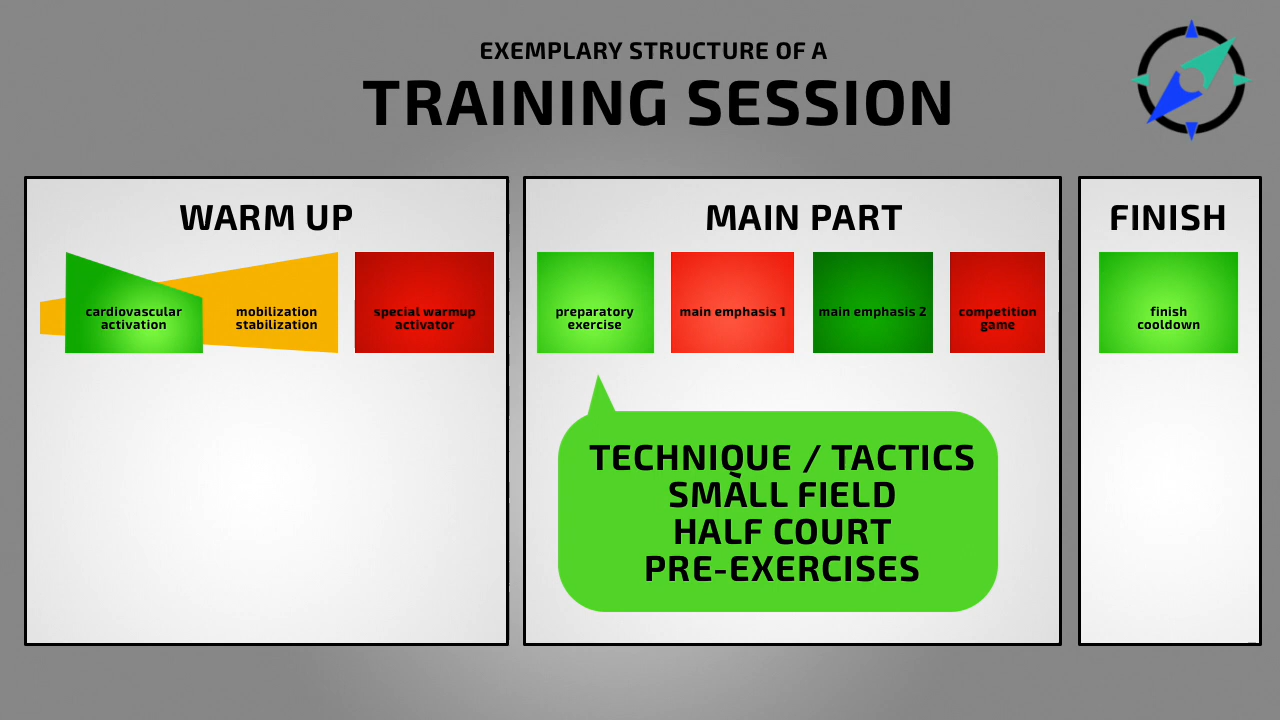 EXEMPLARY STRUCTURE OF A
TRAINING SESSION
WARM UP
cardiovascular
activation
mobilization
stabilization
special warmup
activator
MAIN PART
preparatory
exercise
main emphasis 1
main emphasis 2
competition
game
TECHNIQUE / TACTICS
SMALL FIELD
HALF COURT
PRE-EXERCISES
FINISH
finish
cooldown